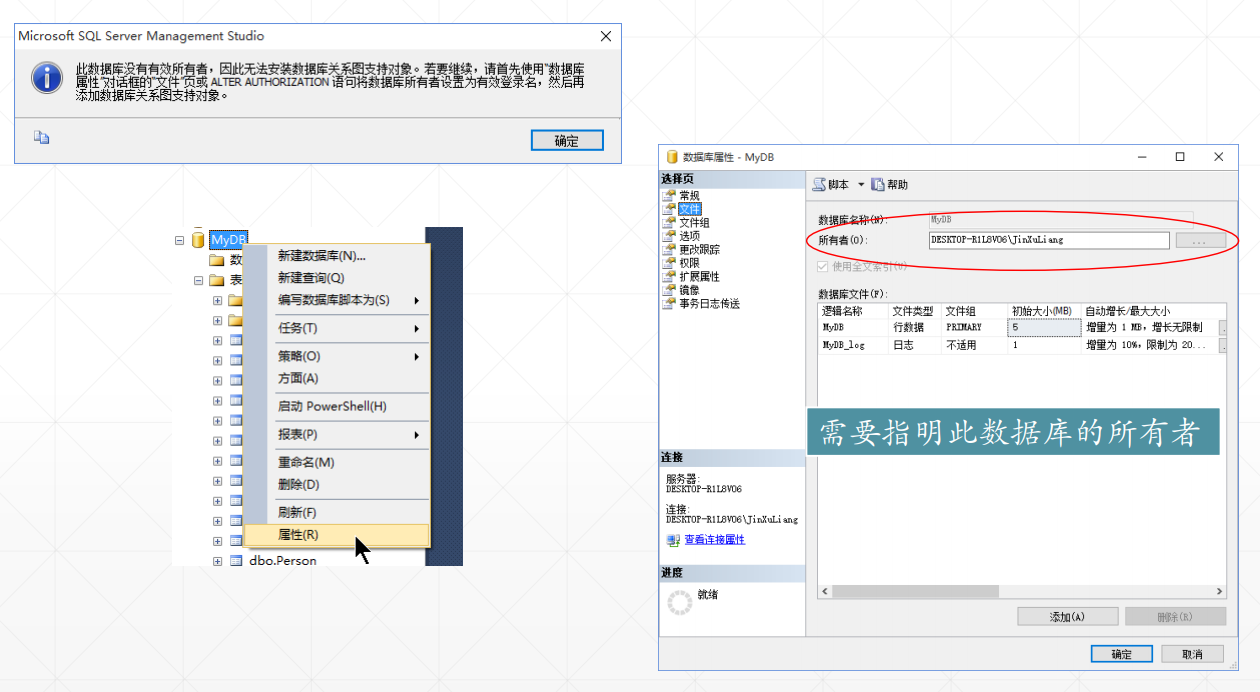 Microsoft SQL Server Management Studio
此数据库没有有效所有者，因此无法安装数据库关系图支持对象。若要继续，请首先使用"数据库
属性"对话框的"文件"页或 ALTER AUTHORIZATION 语句将数据库所有者设置为有效登录名，然后再
添加数据库关系图支持对象。
确定
MyDB
数
表
新建数据库(N)...
新建查询(Q)
编写数据库脚本为(S)
任务(T)
策略(O)
方面(A)
启动 PowerShell(H)
报表(P)
重命名(M)
删除(D)
刷新(F)
属性(R)
dbo.Person
数据库属性 - MyDB
选择页
常规
文件
文件组
选项
更改跟踪
权限
扩展属性
镜像
事务日志传送
连接
服务器:
DESKTOP-R1L8VO6
连接:
DESKTOP-R1L8VO6\JinXuLiang
查看连接属性
进度
就绪
脚本 帮助
数据库名称(N): MyDB
所有者(O): DESKTOP-R1L8VO6\JinXuLiang ...
使用全文索引(U)
数据库文件(F):
逻辑名称 文件类型 文件组 初始大小(MB) 自动增长/最大大小
MyDB 行数据 PRIMARY 5 增量为 1 MB，增长无限制
MyDB_log 日志 不适用 1 增量为 10%，限制为 20...
需要指明此数据库的所有者
添加(A) 删除(R)
确定 取消